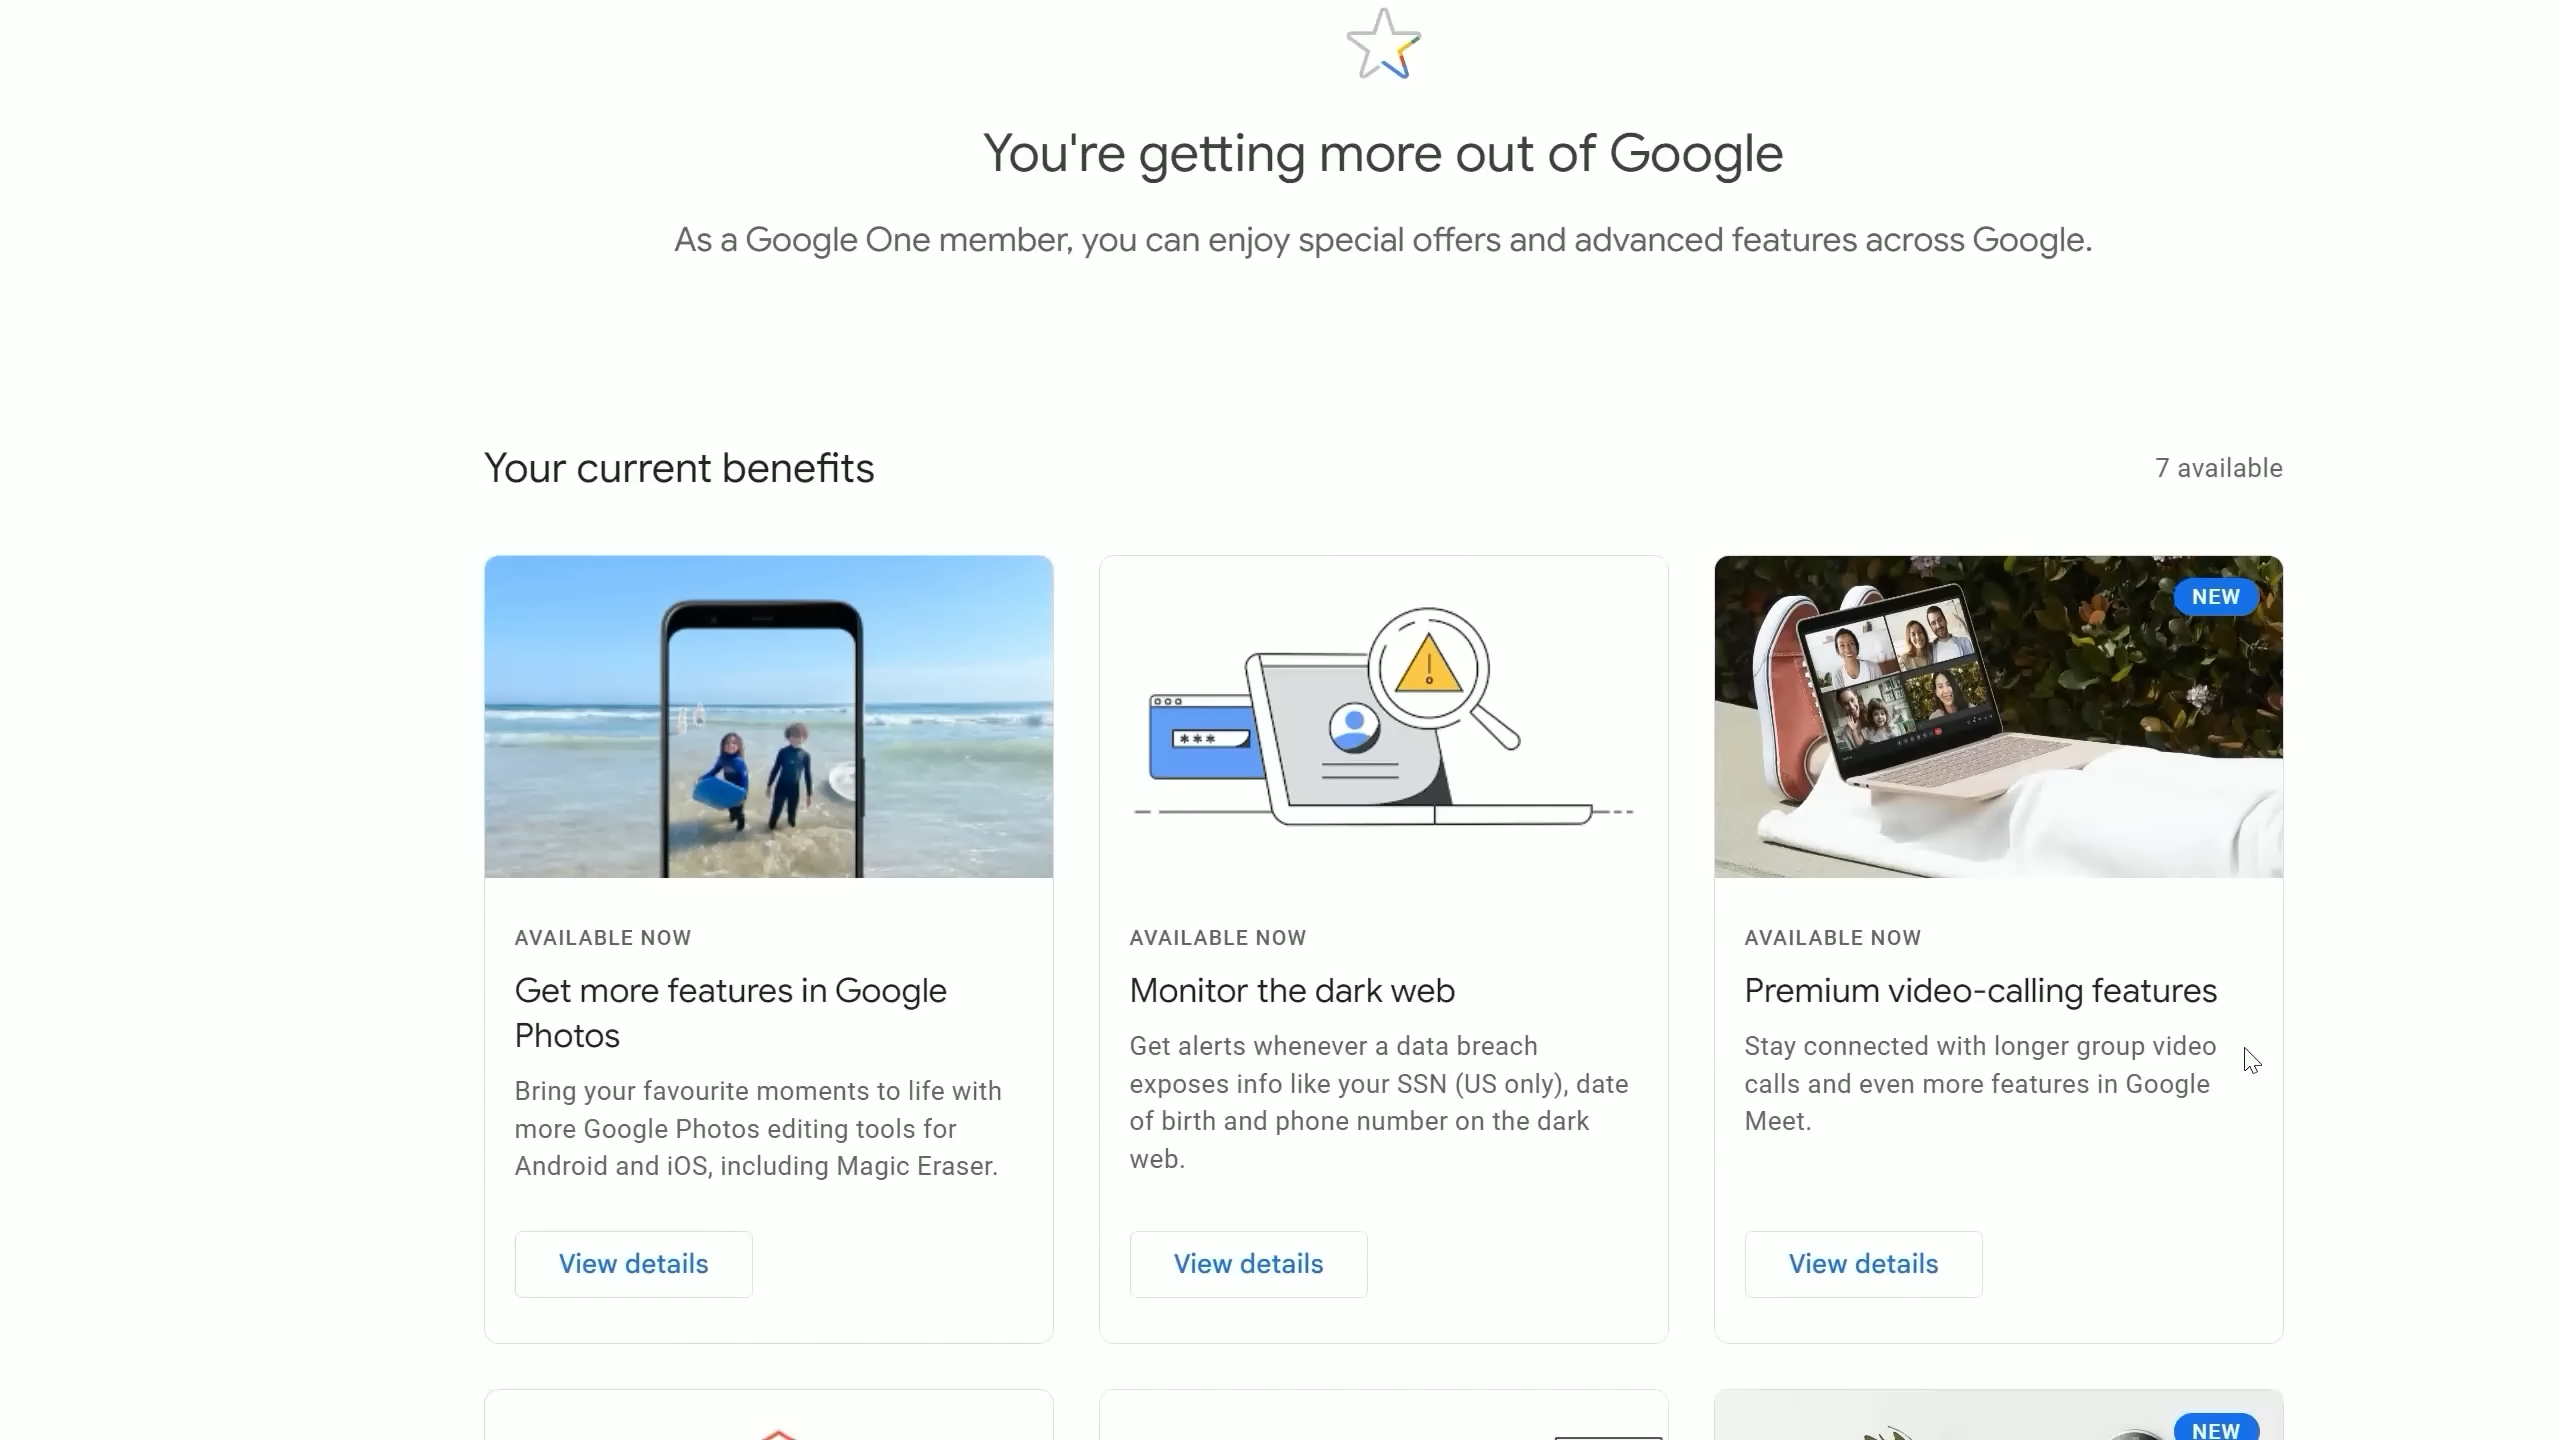 You're getting more out of Google
As a Google One member, you can enjoy special offers and advanced features across Google.
Your current benefits
7 available
***
NEW
AVAILABLE NOW
Get more features in Google
Photos
Bring your favourite moments to life with
more Google Photos editing tools for
Android and iOS, including Magic Eraser.
View details
AVAILABLE NOW
Monitor the dark web
Get alerts whenever a data breach
exposes info like your SSN (US only), date
of birth and phone number on the dark
web.
View details
AVAILABLE NOW
Premium video-calling features
Stay connected with longer group video
calls and even more features in Google
Meet.
View details
NEW